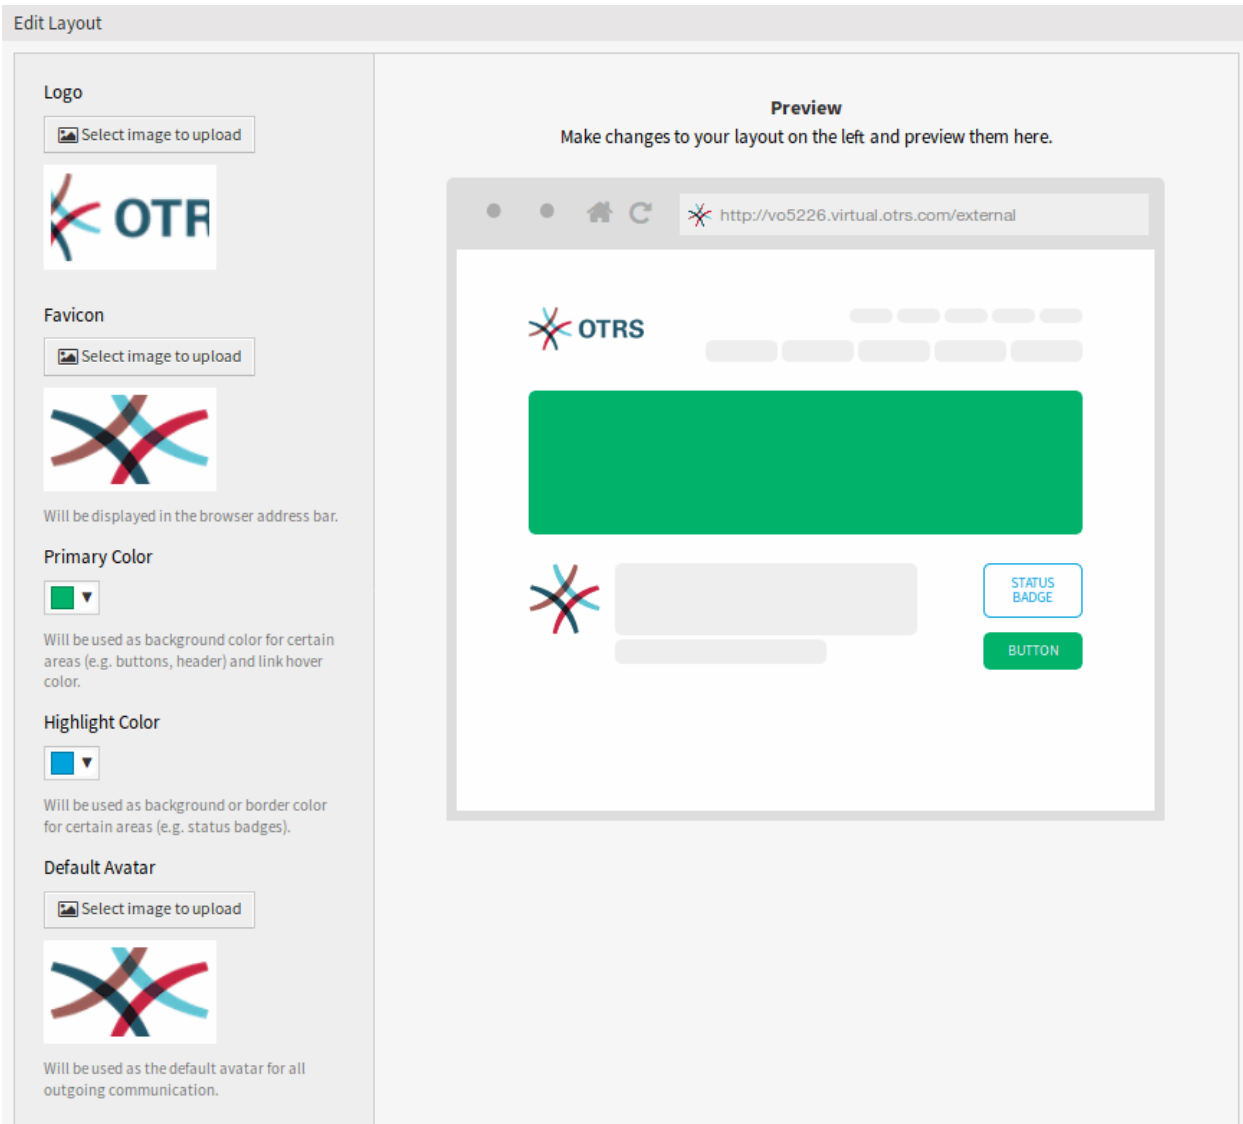 Edit Layout
Logo
Select image to upload
OTR
Favicon
Select image to upload
Will be displayed in the browser address bar.
Primary Color
Will be used as background color for certain
areas (e.g. buttons, header) and link hover
color.
Highlight Color
Will be used as background or border color
for certain areas (e.g. status badges).
Default Avatar
Select image to upload
Will be used as the default avatar for all
outgoing communication.
Preview
Make changes to your layout on the left and preview them here.
http://vo5226.virtual.otrs.com/external
OTRS
STATUS
BADGE
BUTTON